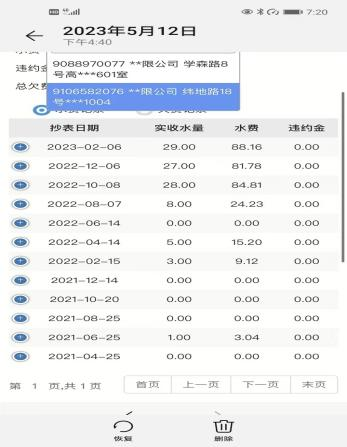 7:20
2023年5月12日
下午4:40
违约金
9088970077 **限公司 学森路8
号高***601室
总欠费
9106582076 **限公司 纬地路18
号***1004
抄表日期 实收水量 水费 违约金
2023-02-06 29.00 88.16 0.00
2022-12-06 27.00 81.78 0.00
2022-10-08 28.00 84.81 0.00
2022-08-07 8.00 24.23 0.00
2022-06-14 0.00 0.00 0.00
2022-04-14 5.00 15.20 0.00
2022-02-15 3.00 9.12 0.00
2021-12-14 0.00 0.00 0.00
2021-10-20 0.00 0.00 0.00
2021-08-25 0.00 0.00 0.00
2021-06-25 1.00 3.04 0.00
2021-04-25 0.00 0.00 0.00
第 1 页,共 1 页 首页 上一页 下一页 末页
恢复 删除